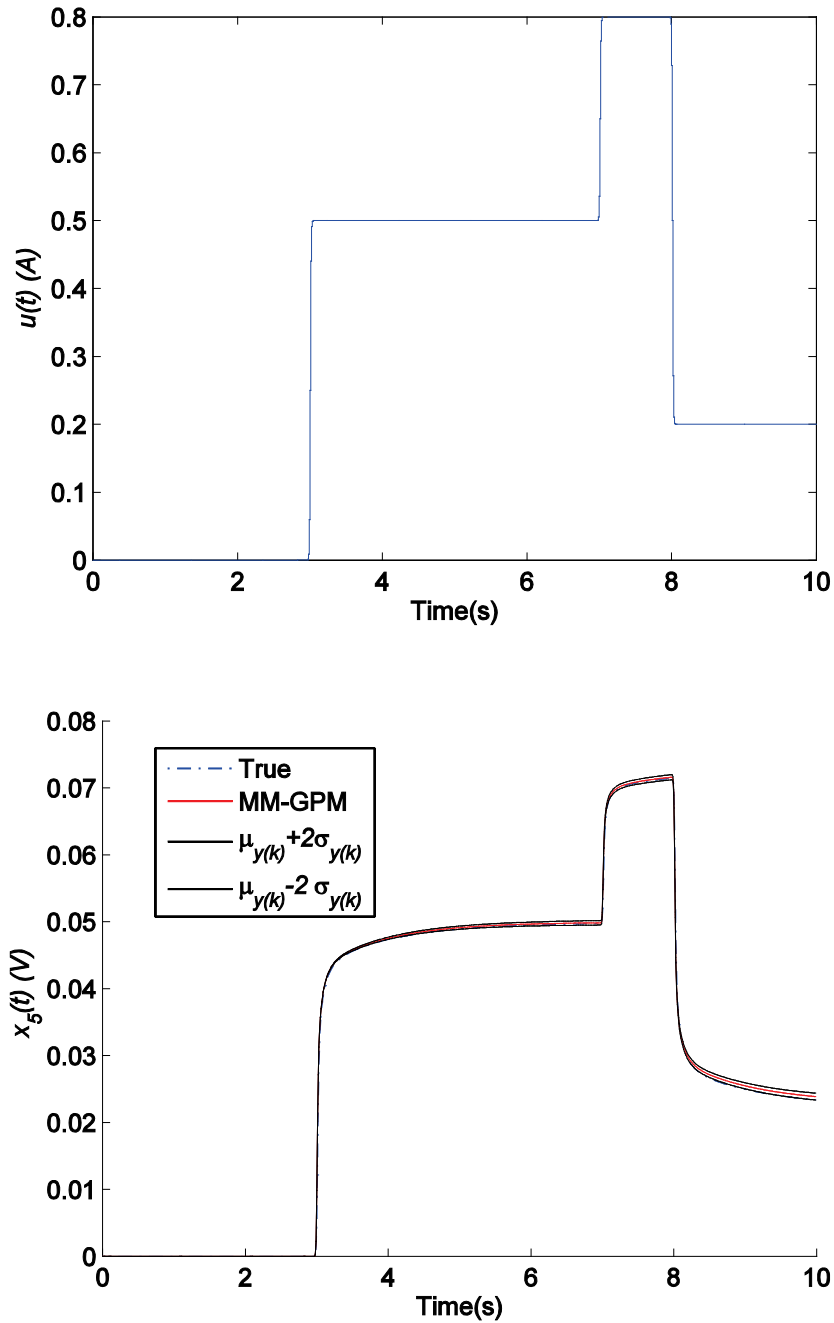 0.8
0.7
0.6
0.5
0.4
0.3
0.2
0.1
0
u(t) (A)
0 2 4 6 8 10
Time(s)
0.08
0.07
0.06
0.05
0.04
0.03
0.02
0.01
0
x5(t) (V)
True
MM-GPM
μy(k)+2σy(k)
μy(k)-2 σy(k)
0 2 4 6 8 10
Time(s)